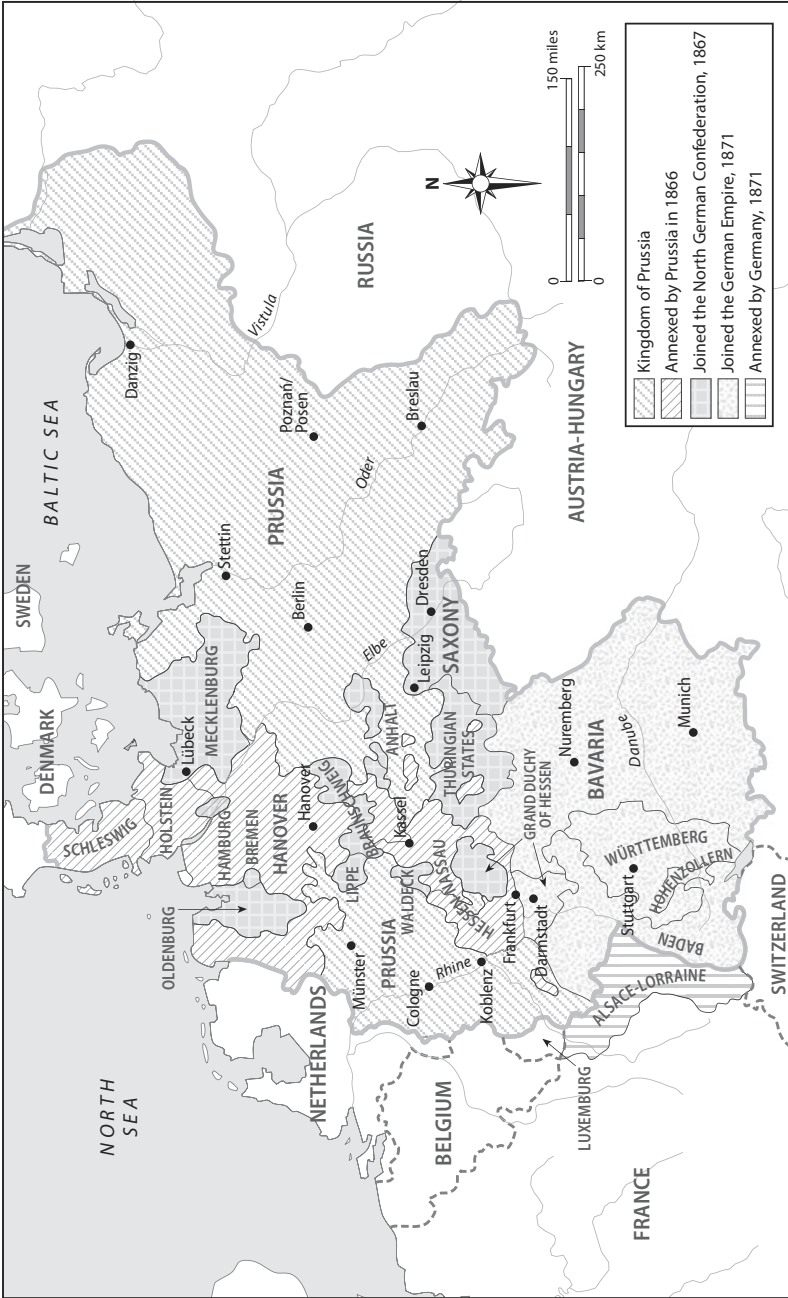 NORTH
SEA
BALTIC SEA
SWEDEN
DENMARK
SCHLESWIG
HOLSTEIN
Lübeck
MECKLENBURG
HAMBURG
BREMEN
OLDENBURG
HANOVER
Hanover
Stettin
Danzig
Vistula
RUSSIA
N
PRUSSIA
Poznań/
Posen
Berlin
Oder
Breslau
Elbe
NETHERLANDS
Münster
LIPPE
BRAUNSCHWEIG
ANHALT
Leipzig
Dresden
SAXONY
PRUSSIA
WALDECK
Kassel
HESSEN-NASSAU
THURINGIAN
STATES
Cologne
Rhine
Koblenz
BELGIUM
Frankfurt
Darmstadt
GRAND DUCHY
OF HESSEN
LUXEMBURG
Nuremberg
BAVARIA
Danube
Munich
AUSTRIA-HUNGARY
ALSACE-LORRAINE
Stuttgart
WÜRTTEMBERG
HOHENZOLLERN
BADEN
FRANCE
SWITZERLAND
0
150 miles
0
250 km
Kingdom of Prussia
Annexed by Prussia in 1866
Joined the North German Confederation, 1867
Joined the German Empire, 1871
Annexed by Germany, 1871